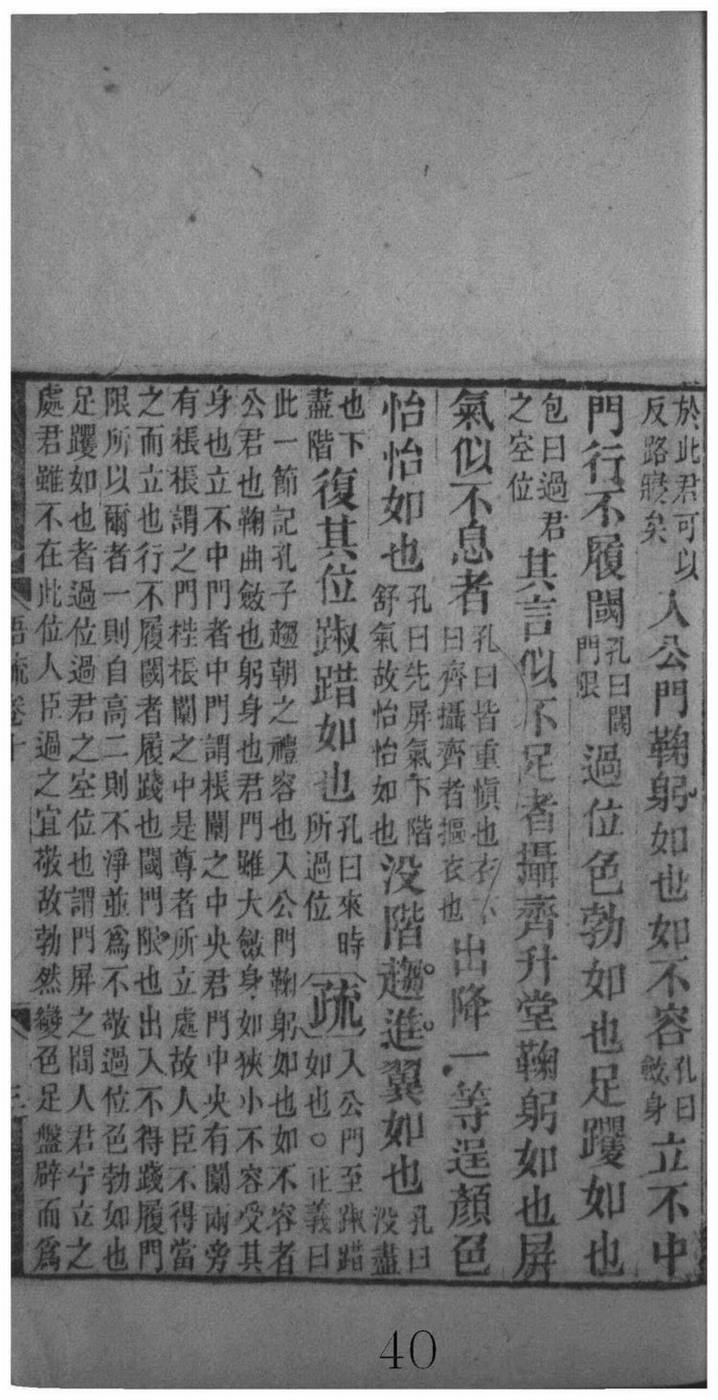 於此君可以反路寢矣入公門鞠躬如也如不容孔曰斂身立不中
門行不履閾孔曰閾門限過位色勃如也足躩如也
包曰過君之空位其言似不足者攝齊升堂鞠躬如也屏
氣似不息者孔曰皆重慎也衣下曰齊攝齊者摳衣也出降一等逞顏色
怡怡如也孔曰先屏氣下階舒氣故怡怡如也没階趨進翼如也孔曰没盡
也下盡階復其位踧踖如也孔曰來時所過位疏入公門至踧踖如也○正義曰
此一節記孔子趨朝之禮容也入公門鞠躬如也如不容者
公君也鞠曲斂也躬身也君門雖大斂身如狹小不容受其
身也立不中門者中門謂棖闑之中央君門中央有闑兩旁
有棖棖謂之門梐棖闑之中是尊者所立處故人臣不得當
之而立也行不履閾者履踐也閾門限也出入不得踐履門
限所以爾者一則自高二則不淨並爲不敬過位色勃如也
足躩如也者過位過君之空位也謂門屏之間人君宁立之
處君雖不在此位人臣過之宜敬故勃然變色足盤辟而爲
語疏卷十
三
40